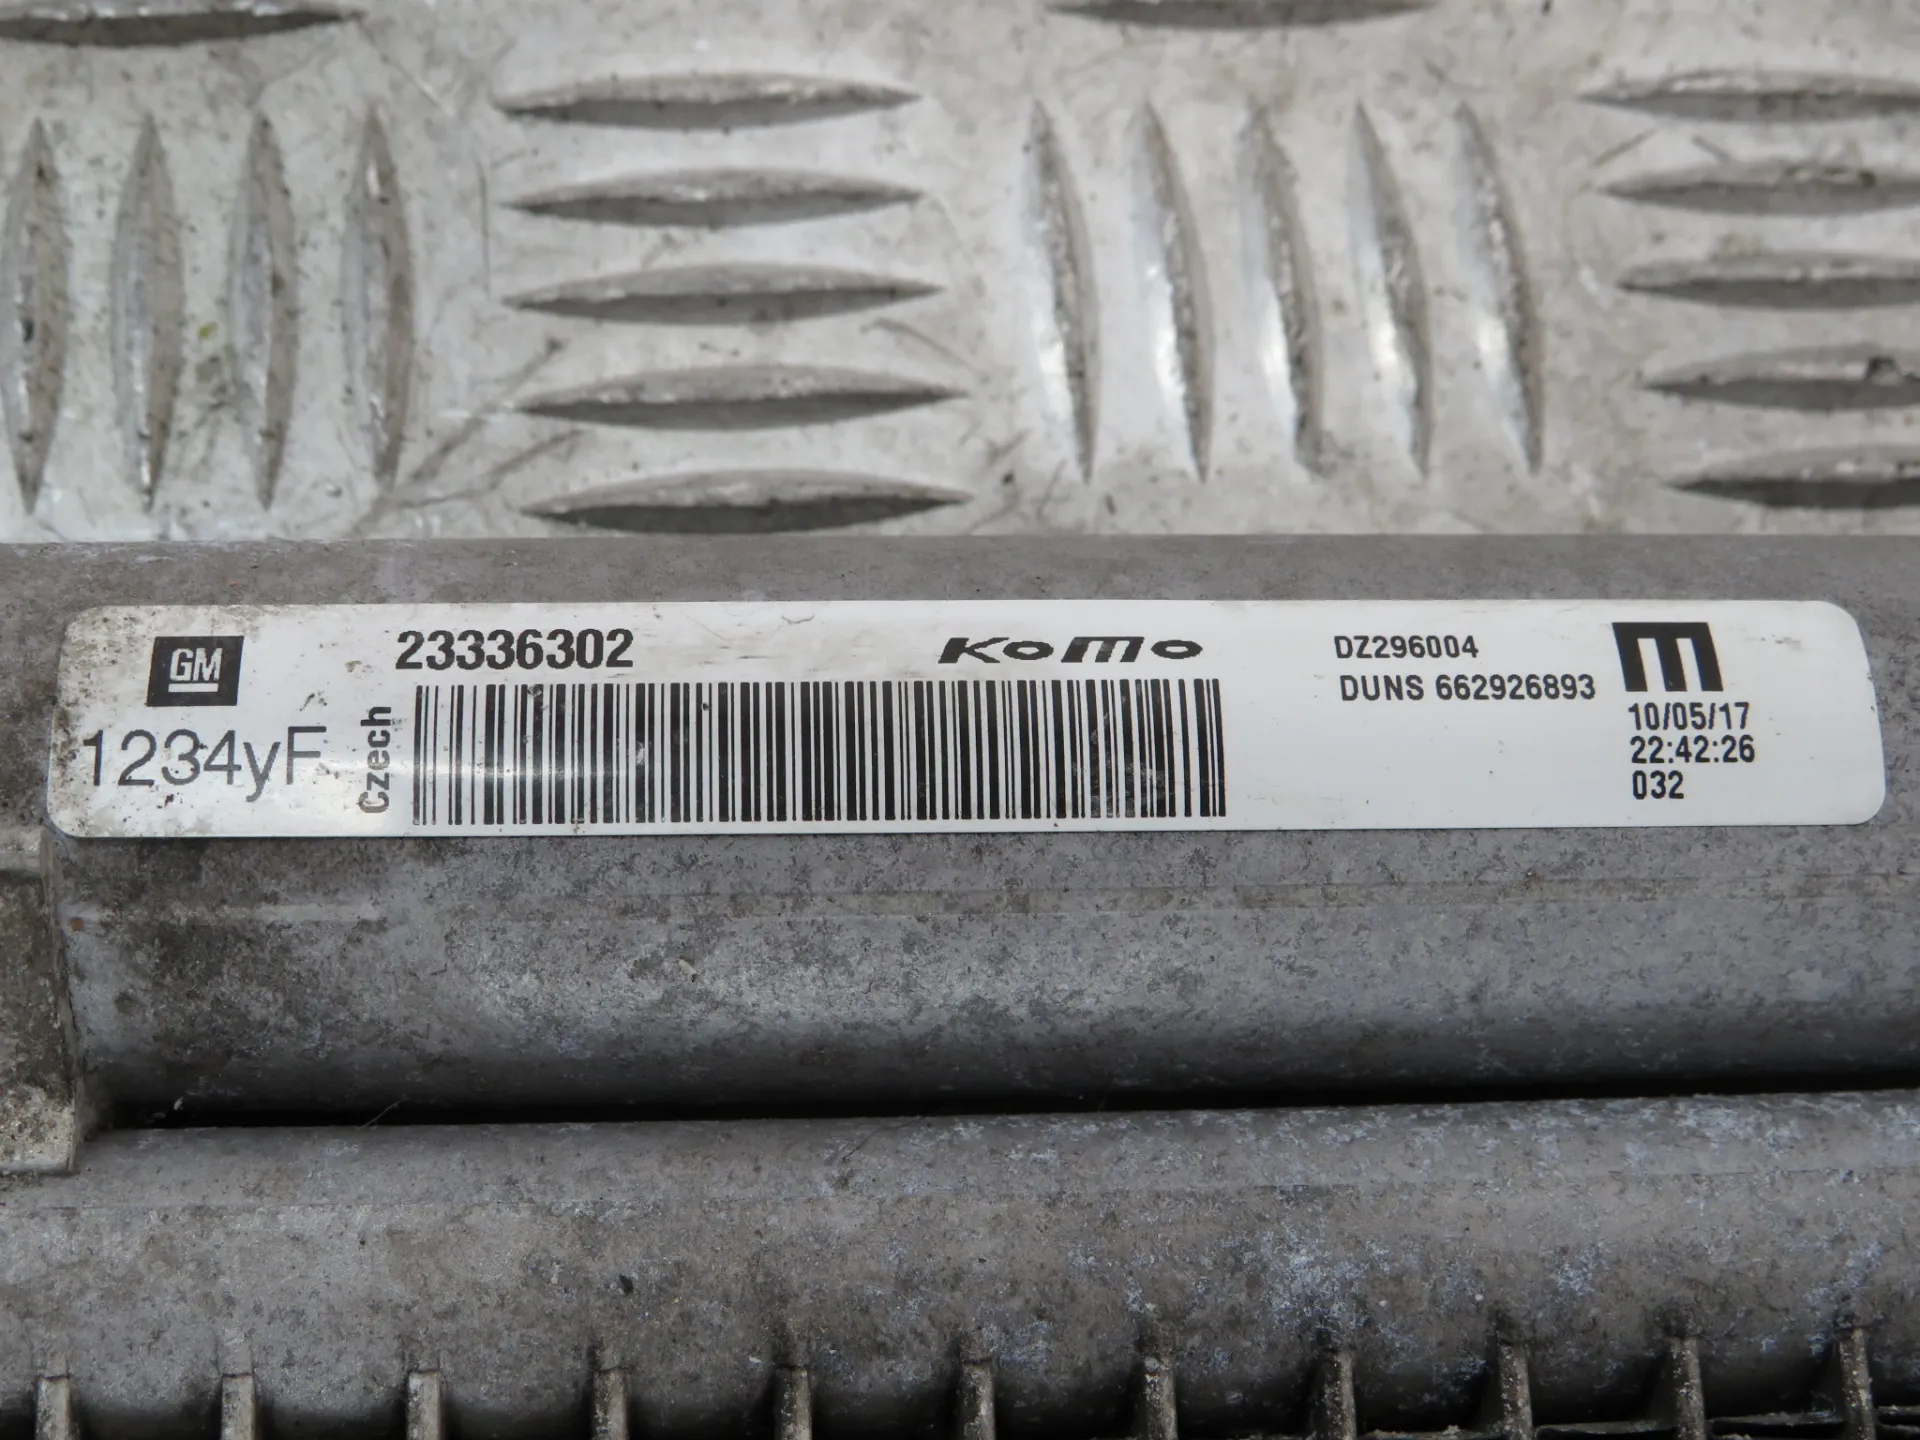 GM
23336302
KoMo
DZ296004
DUNS 662926893
1234yF
Czech
10/05/17
22:42:26
032